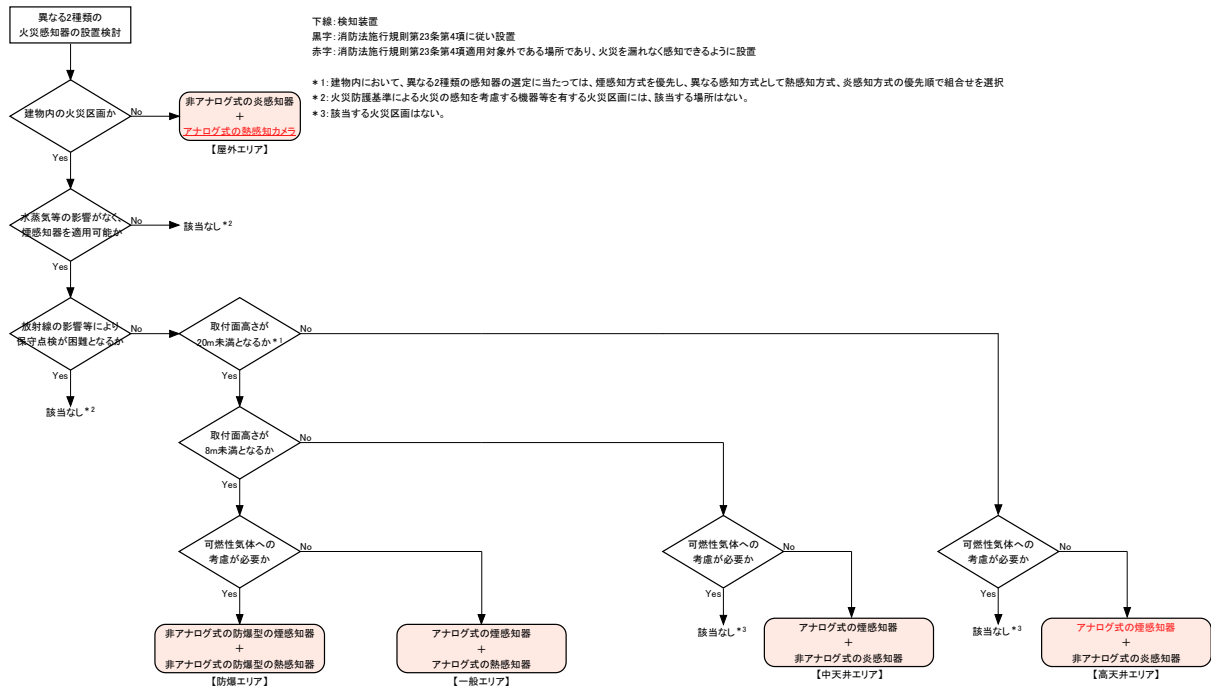 異なる2種類の
火災感知器の設置検討
下線:検知装置
黒字:消防法施行規則第23条第4項に従い設置
赤字:消防法施行規則第23条第4項適用対象外である場所であり、火災を漏れなく感知できるように設置
*1:建物内において、異なる2種類の感知器の選定に当たっては、煙感知方式を優先し、異なる感知方式として熱感知方式、炎感知方式の優先順で組合せを選択
*2:火災防護基準による火災の感知を考慮する機器等を有する火災区画には、該当する場所はない。
*3:該当する火災区画はない。
建物内の火災区画か
No
非アナログ式の炎感知器
+
アナログ式の熱感知カメラ
【屋外エリア】
Yes
水蒸気等の影響がなく、
煙感知器を適用可能か
No
該当なし*2
Yes
放射線の影響等により
保守点検が困難となるか
No
取付面高さが
20m未満となるか*1
No
Yes
該当なし*2
Yes
取付面高さが
8m未満となるか
No
Yes
可燃性気体への
考慮が必要か
No
可燃性気体への
考慮が必要か
No
可燃性気体への
考慮が必要か
No
Yes
Yes
該当なし*3
Yes
該当なし*3
非アナログ式の防爆型の煙感知器
+
非アナログ式の防爆型の熱感知器
【防爆エリア】
アナログ式の煙感知器
+
アナログ式の熱感知器
【一般エリア】
アナログ式の煙感知器
+
非アナログ式の炎感知器
【中天井エリア】
アナログ式の煙感知器
+
非アナログ式の炎感知器
【高天井エリア】